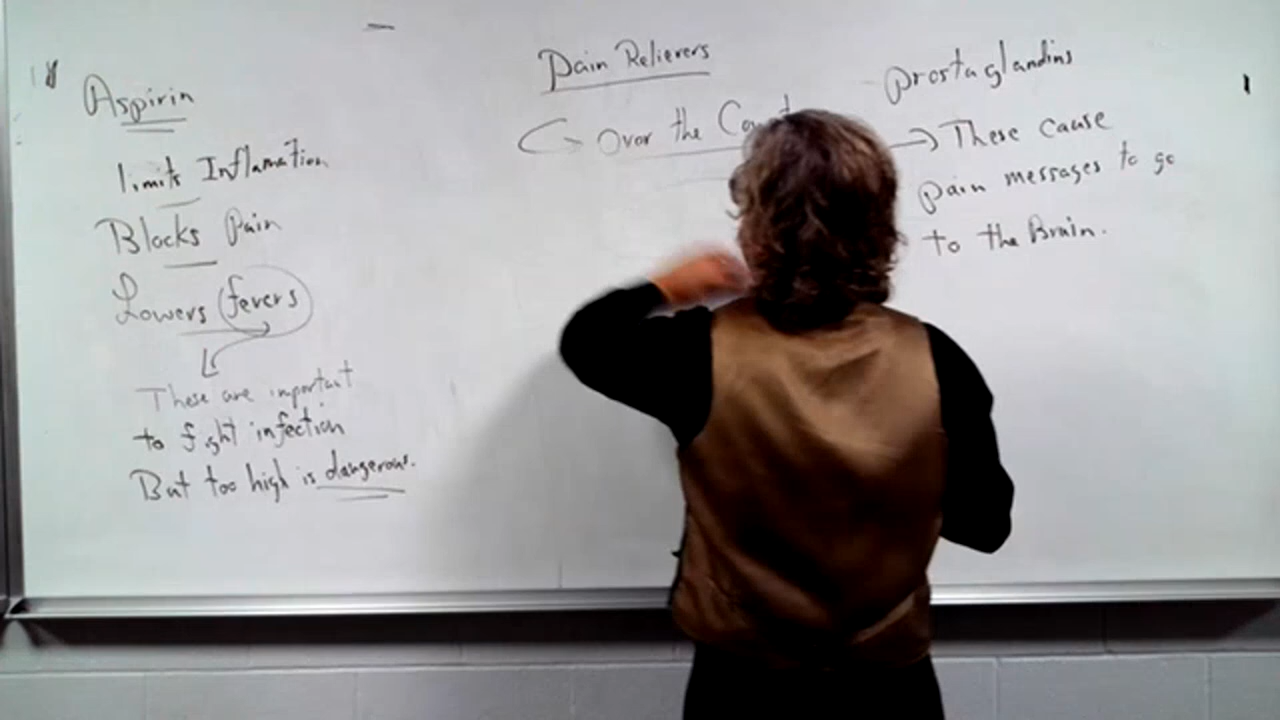 Aspirin
limits Inflamation
Blocks Pain
Lowers (fevers)
These are important
to fight infection
But too high is dangerous.
Pain Relievers
Over the
prostaglandins
These cause
pain messages to go
to the Brain.